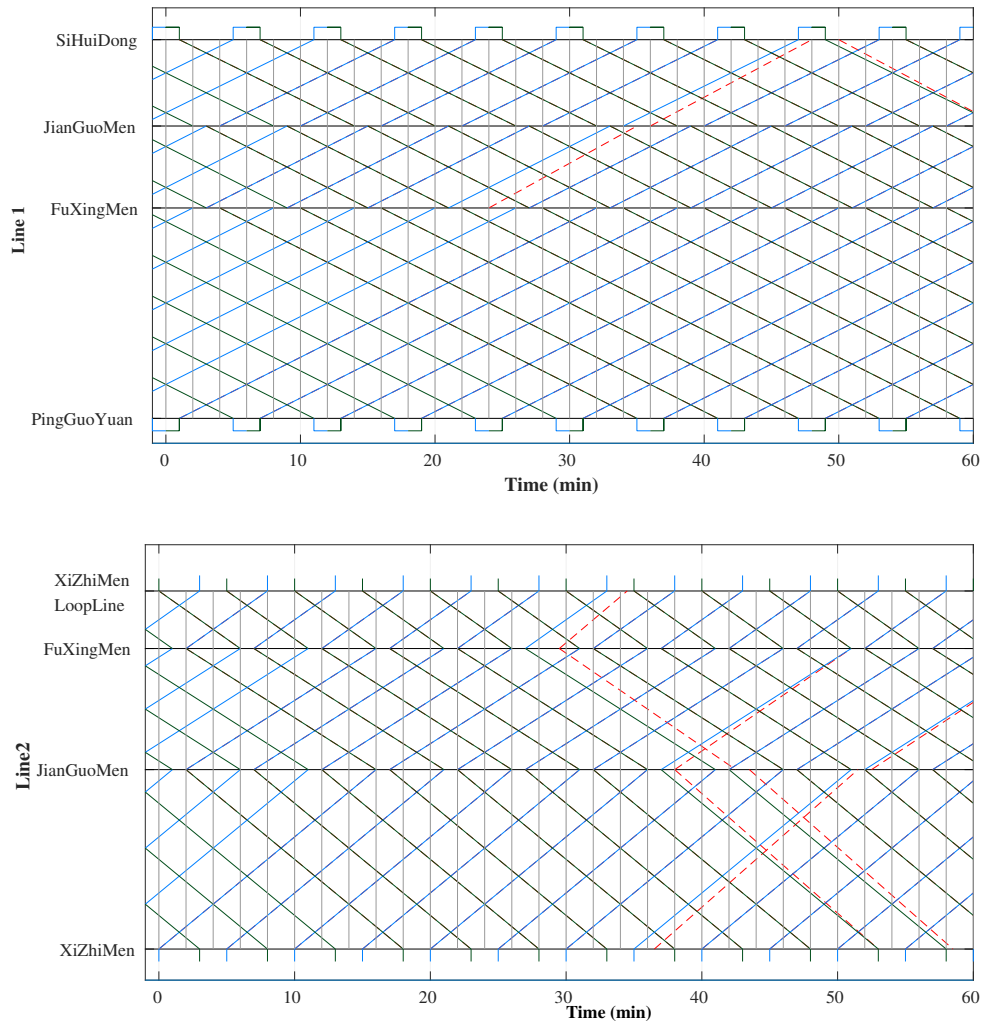 SiHuiDong
JianGuoMen
FuXingMen
PingGuoYuan
Line 1
0 10 20 30 40 50 60
Time (min)
XiZhiMen
LoopLine
FuXingMen
JianGuoMen
XiZhiMen
Line2
0 10 20 30 40 50 60
Time (min)